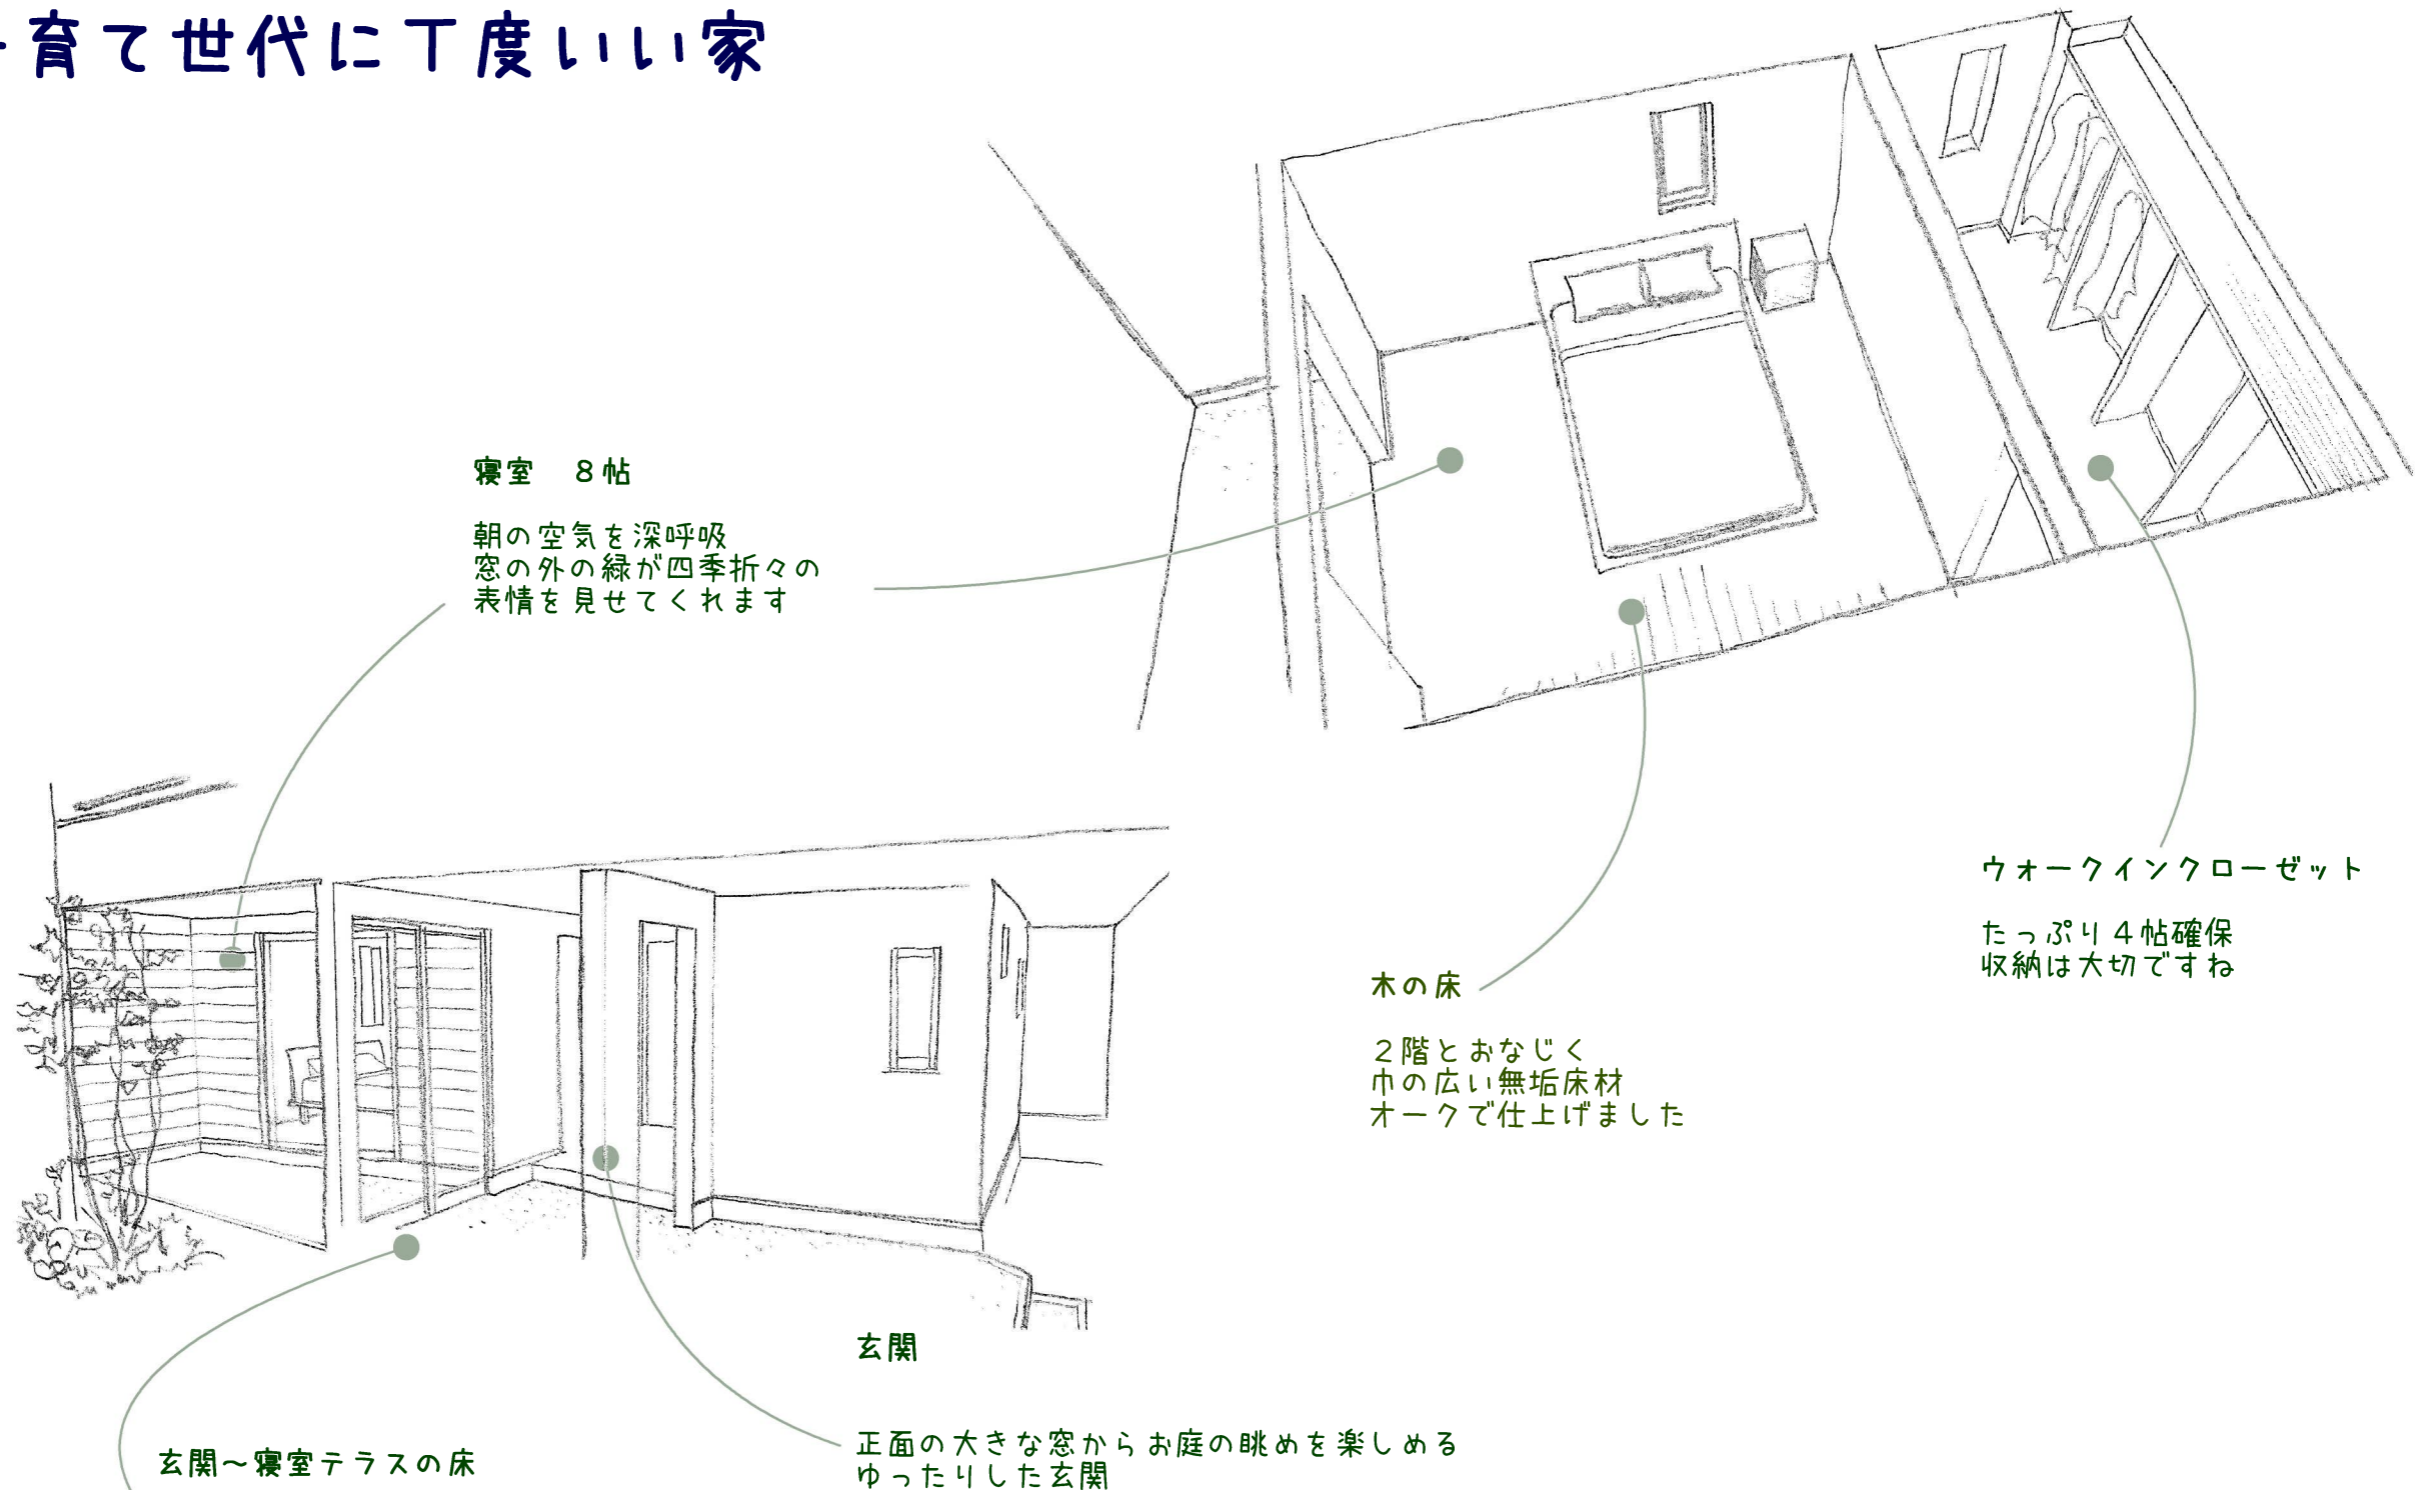 育て世代に丁度いい家
寝室　８帖
朝の空気を深呼吸
窓の外の緑が四季折々の
表情を見せてくれます
ウォークインクローゼット
たっぷり４帖確保
収納は大切ですね
木の床
２階とおなじく
巾の広い無垢床材
オークで仕上げました
玄関
正面の大きな窓からお庭の眺めを楽しめる
ゆったりした玄関
玄関～寝室テラスの床